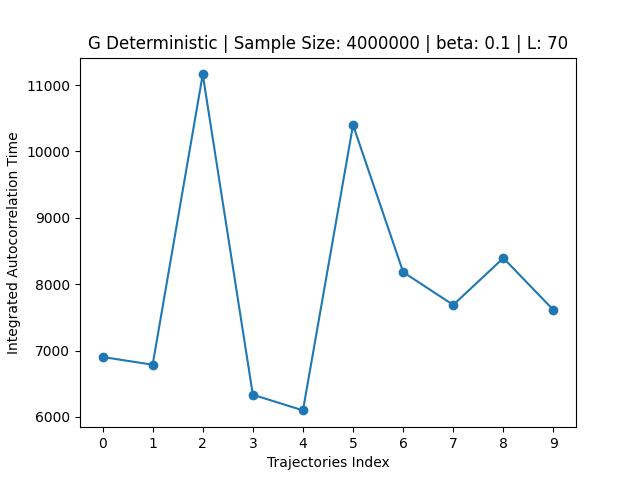 G Deterministic | Sample Size: 4000000 | beta: 0.1 | L: 70
11000
10000
9000
8000
7000
6000
Integrated Autocorrelation Time
0 1 2 3 4 5 6 7 8 9
Trajectories Index